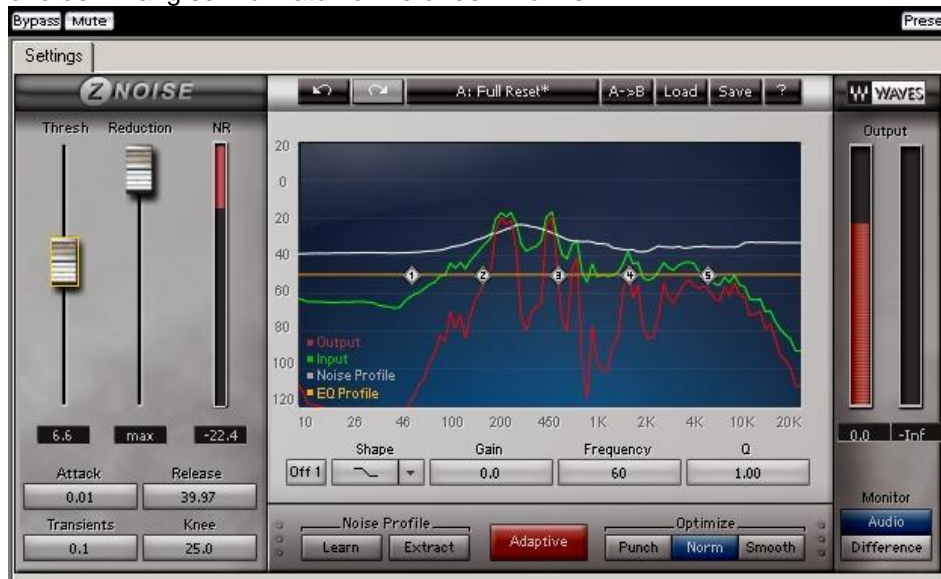 Bypass Mute
Settings
Z NOISE
A: Full Reset* A->B Load Save ?
WAVES
Thresh Reduction NR
Output
20
0
20
40
60
80
100
120
1 2 3 4 5
Output
Input
Noise Profile
EQ Profile
10 26 46 100 200 450 1K 2K 4K 10K 20K
6.6 max -22.4
0.0 -Inf
Shape Gain Frequency Q
Off 1 0.0 60 1.00
Attack Release
0.01 39.97
Transients Knee
0.1 25.0
Noise Profile
Learn Extract
Adaptive
Optimize
Punch Norm Smooth
Monitor
Audio
Difference